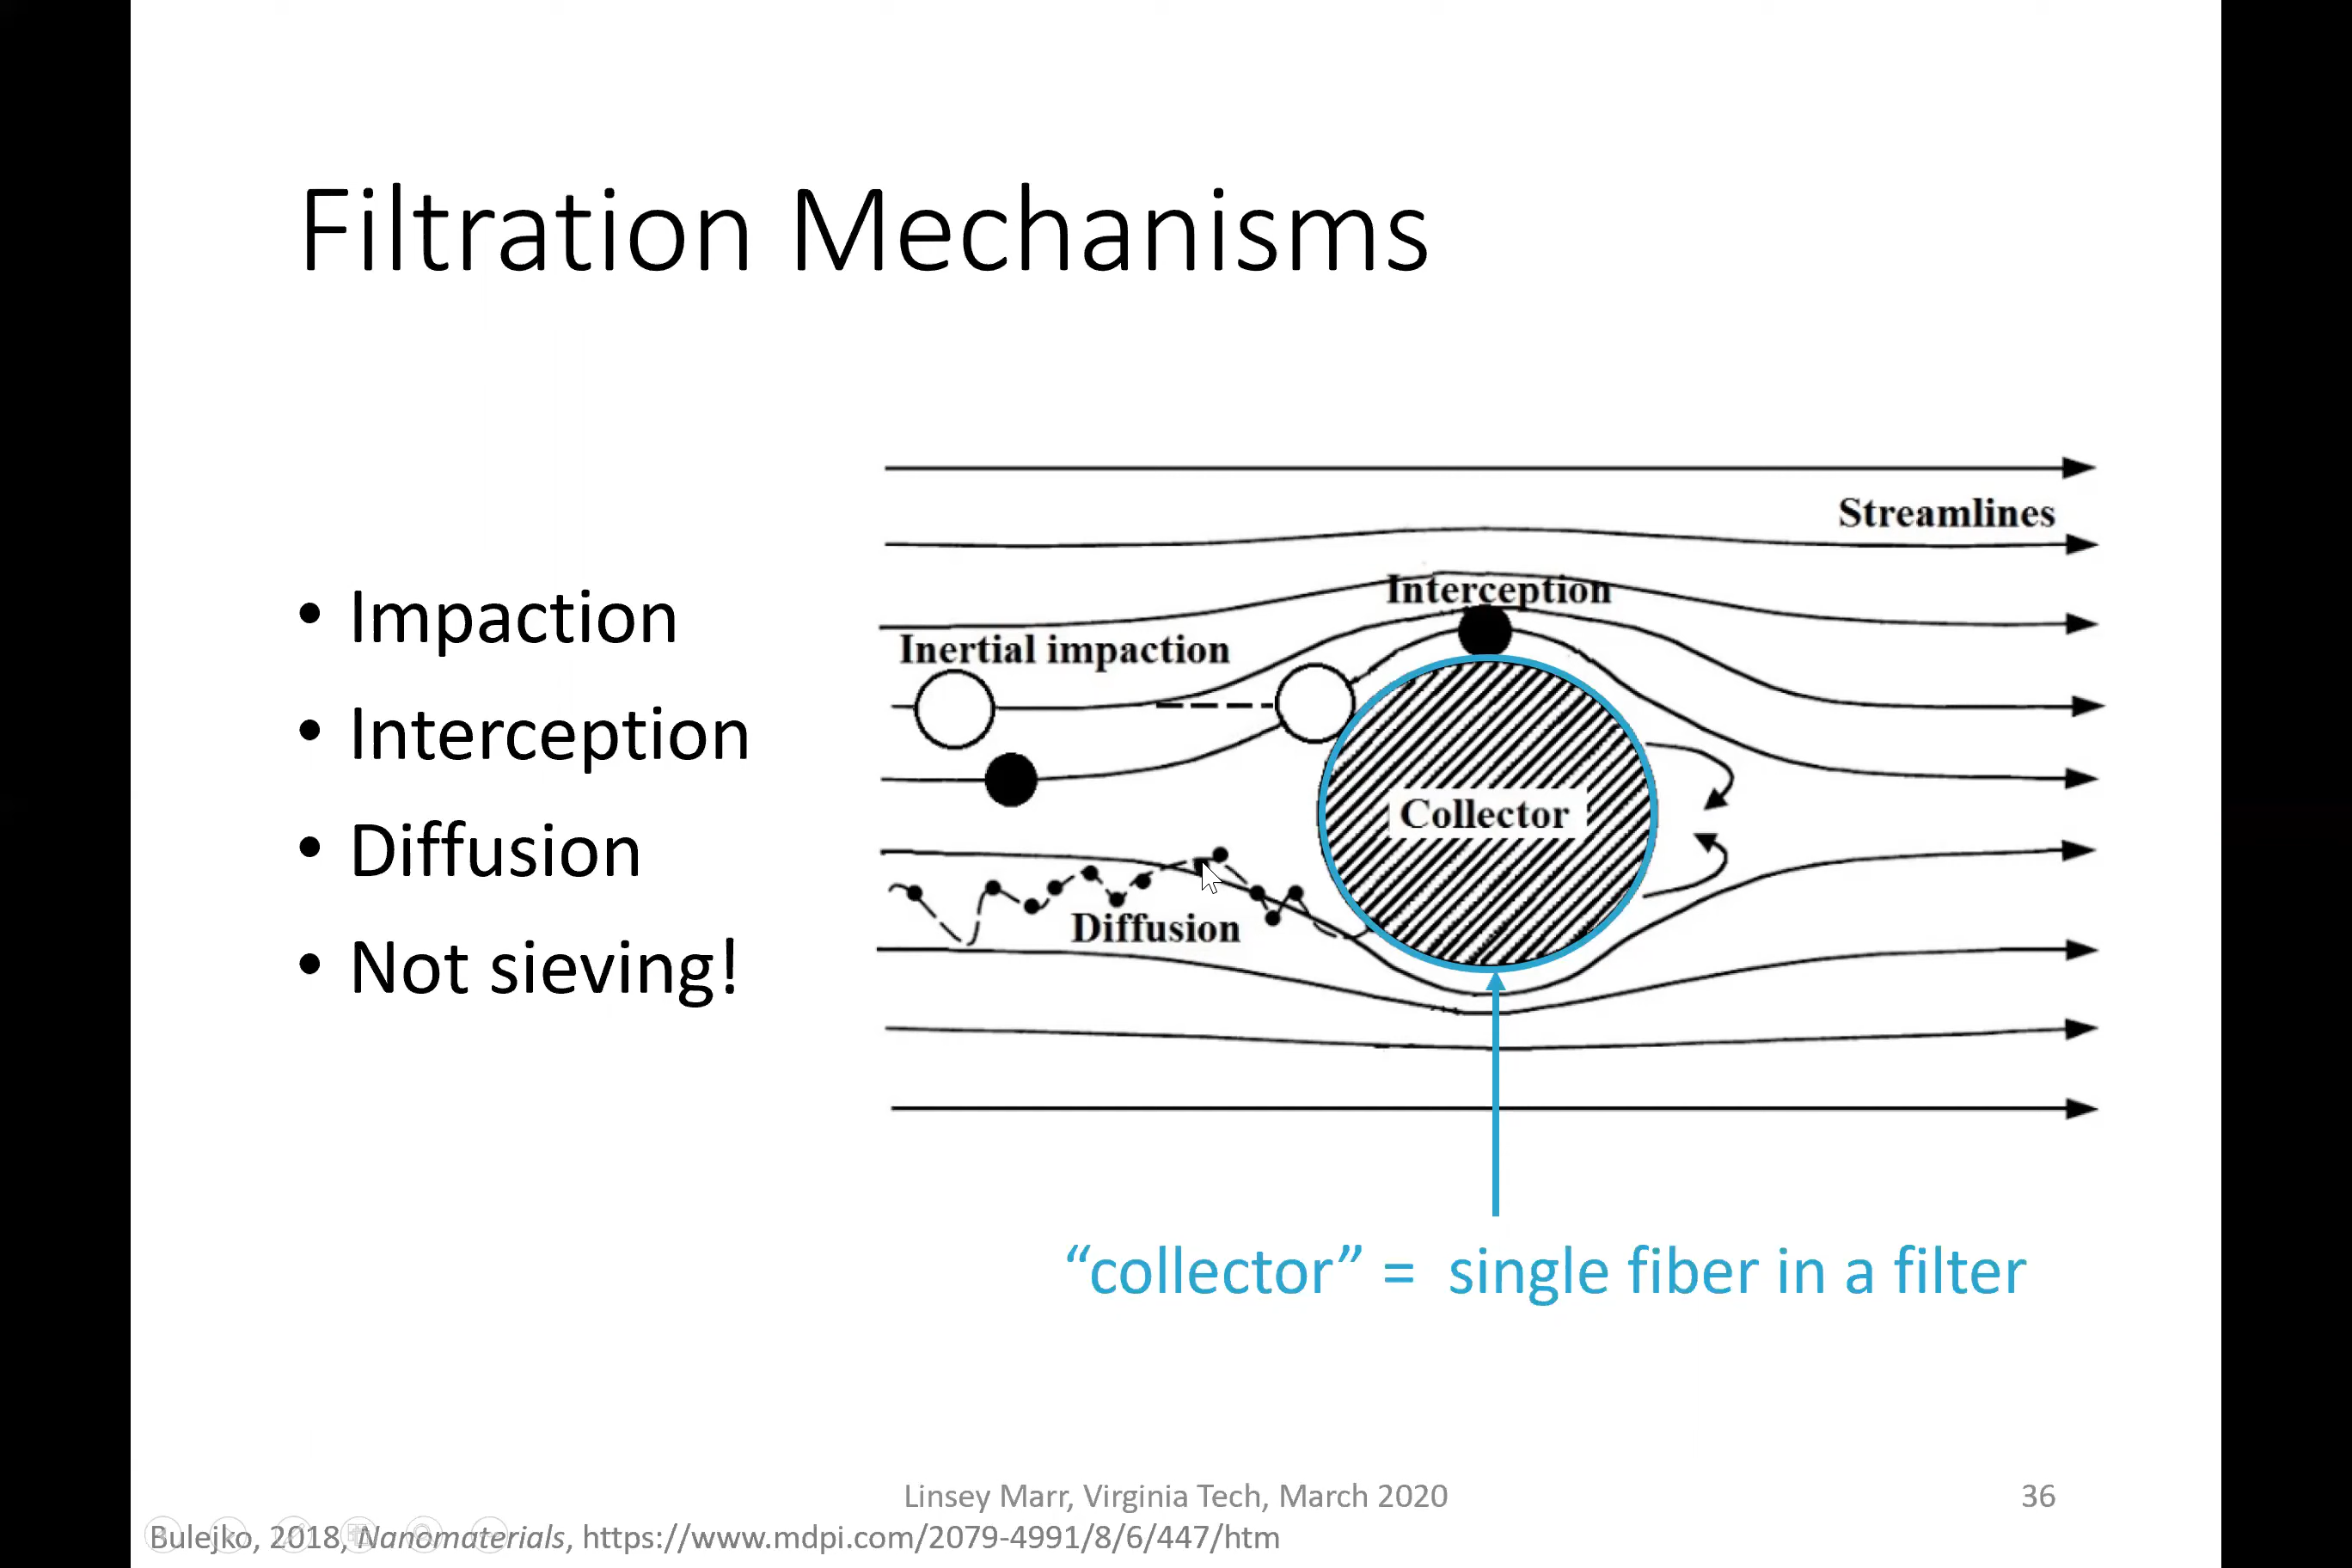 Filtration Mechanisms
• Impaction
• Interception
• Diffusion
• Not sieving!
Streamlines
Interception
Inertial impaction
Collector
Diffusion
“collector” = single fiber in a filter
Linsey Marr, Virginia Tech, March 2020
36
Bulejko, 2018, Nanomaterials, https://www.mdpi.com/2079-4991/8/6/447/htm